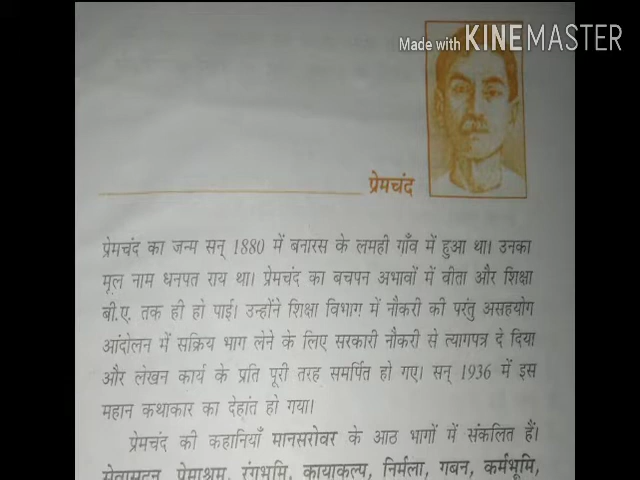 Made with KINEMASTER
प्रेमचंद
प्रेमचंद का जन्म सन् 1880 में बनारस के लमही गाँव में हुआ था। उनका
मूल नाम धनपत राय था। प्रेमचंद का बचपन अभावों में बीता और शिक्षा
बी.ए. तक ही हो पाई। उन्होंने शिक्षा विभाग में नौकरी की परंतु असहयोग
आंदोलन में सक्रिय भाग लेने के लिए सरकारी नौकरी से त्यागपत्र दे दिया
और लेखन कार्य के प्रति पूरी तरह समर्पित हो गए। सन् 1936 में इस
महान कथाकार का देहांत हो गया।
प्रेमचंद की कहानियाँ मानसरोवर के आठ भागों में संकलित हैं।
सेवासदन, प्रेमाश्रम, रंगभूमि, कायाकल्प, निर्मला, गबन, कर्मभूमि,